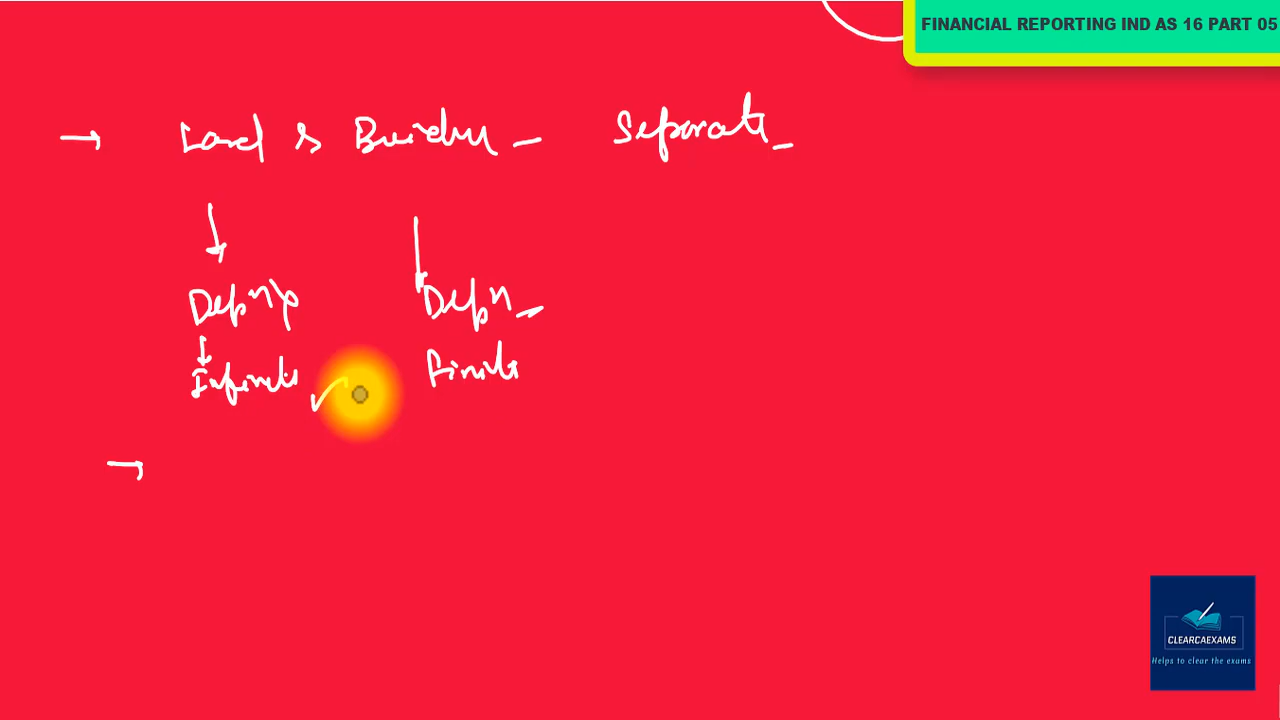 FINANCIAL REPORTING IND AS 16 PART 05
→ Land & Building - Separate -
Depn Depn -
Infinite Finite
→
CLEARCAEXAMS
Helps to clear the exams